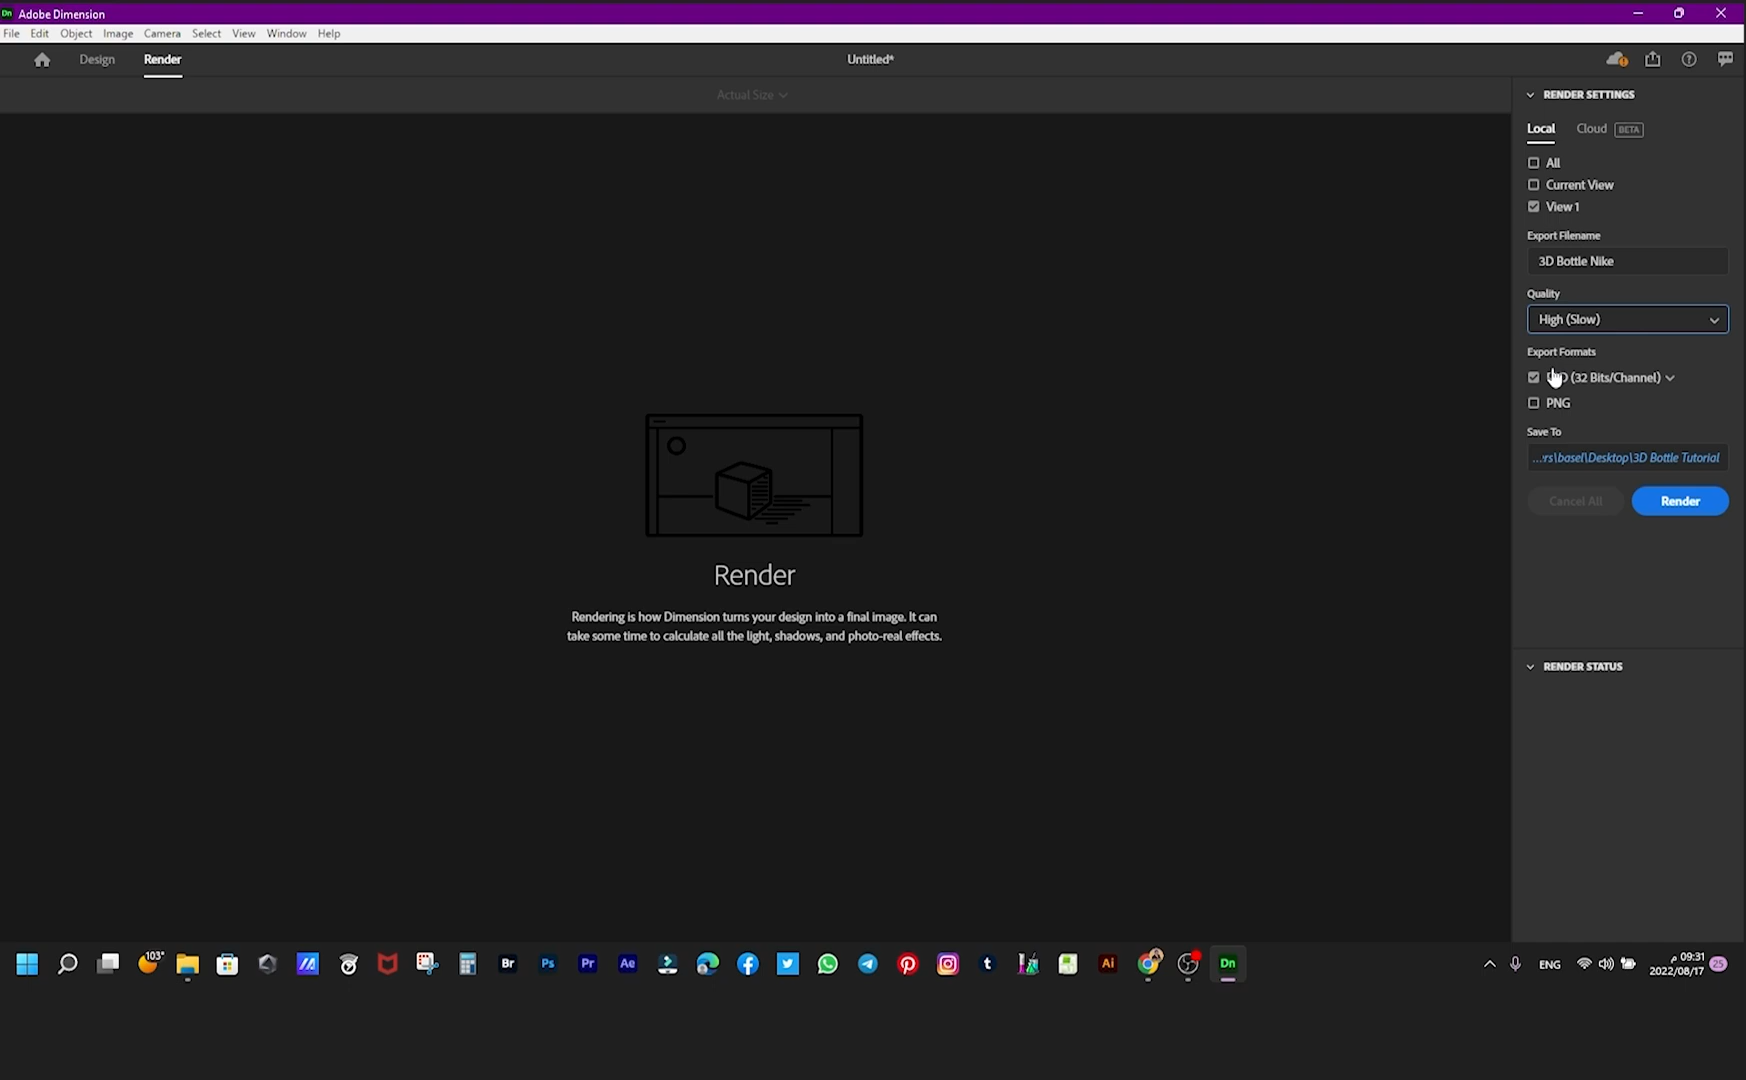 Dn Adobe Dimension
File Edit Object Image Camera Select View Window Help
Design Render Untitled*
Actual Size
RENDER SETTINGS
Local Cloud BETA
All
Current View
View 1
Export Filename
3D Bottle Nike
Quality
High (Slow)
Export Formats
(32 Bits/Channel)
PNG
Save To
...rs\basel\Desktop\3D Bottle Tutorial
Cancel All Render
Render
Rendering is how Dimension turns your design into a final image. It can
take some time to calculate all the light, shadows, and photo-real effects.
RENDER STATUS
103°
Br Ps Pr Ae Ai Dn
ENG
09:31 م
2022/08/17 25